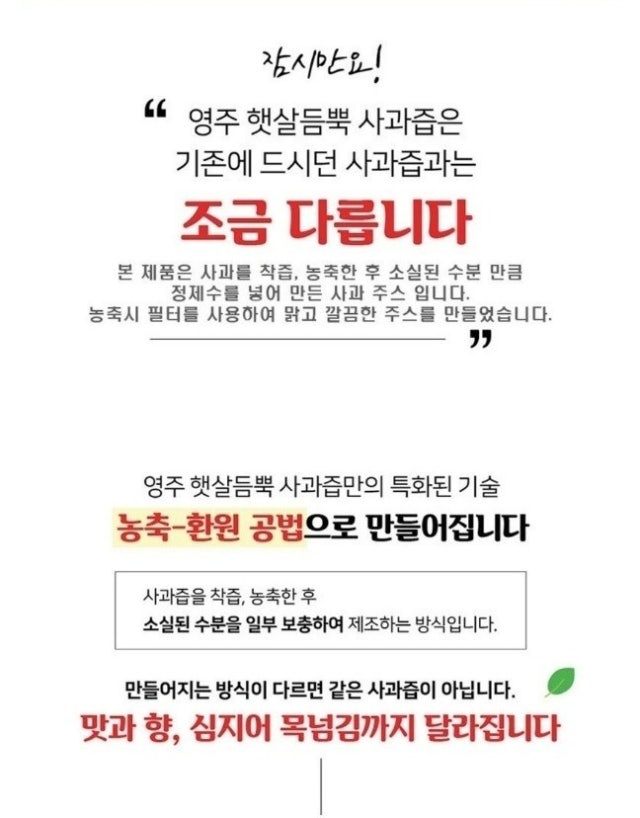 잠시만요!
“ 영주 햇살듬뿍 사과즙은
기존에 드시던 사과즙과는
조금 다릅니다
본 제품은 사과를 착즙, 농축한 후 소실된 수분 만큼
정제수를 넣어 만든 사과 주스 입니다.
농축시 필터를 사용하여 맑고 깔끔한 주스를 만들었습니다.
”
영주 햇살듬뿍 사과즙만의 특화된 기술
농축-환원 공법으로 만들어집니다
사과즙을 착즙, 농축한 후
소실된 수분을 일부 보충하여 제조하는 방식입니다.
만들어지는 방식이 다르면 같은 사과즙이 아닙니다.
맛과 향, 심지어 목넘김까지 달라집니다